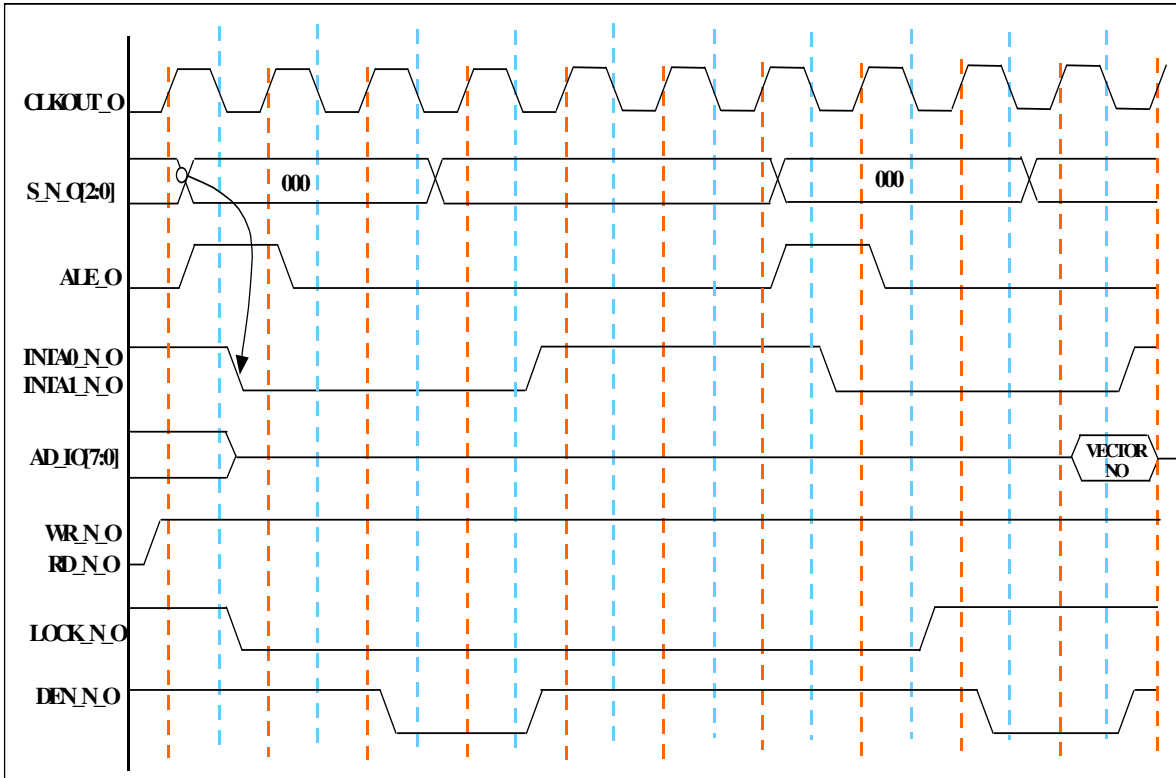 CLKOUT_O
S_N_O[2:0]
000
000
ALE_O
INTA0_N_O
INTA1_N_O
AD_IO[7:0]
VECTOR
NO
WR_N_O
RD_N_O
LOCK_N_O
DEN_N_O